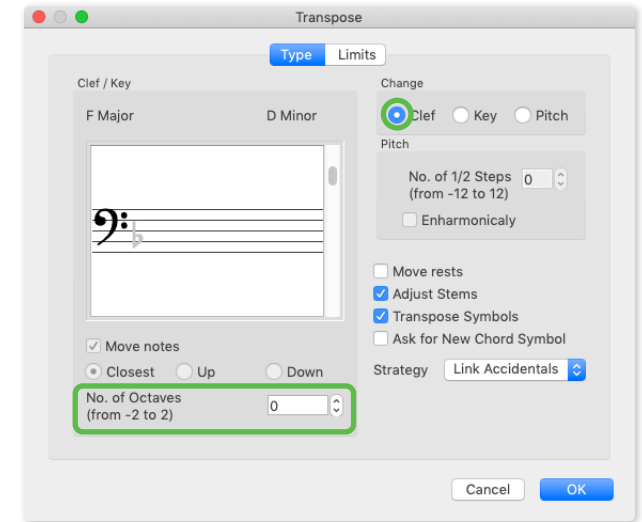 Transpose
Type Limits
Clef / Key
F Major D Minor
Move notes
Closest Up Down
No. of Octaves
(from -2 to 2)
0
Change
Clef Key Pitch
Pitch
No. of 1/2 Steps
(from -12 to 12)
0
Enharmonicaly
Move rests
Adjust Stems
Transpose Symbols
Ask for New Chord Symbol
Strategy Link Accidentals
Cancel OK